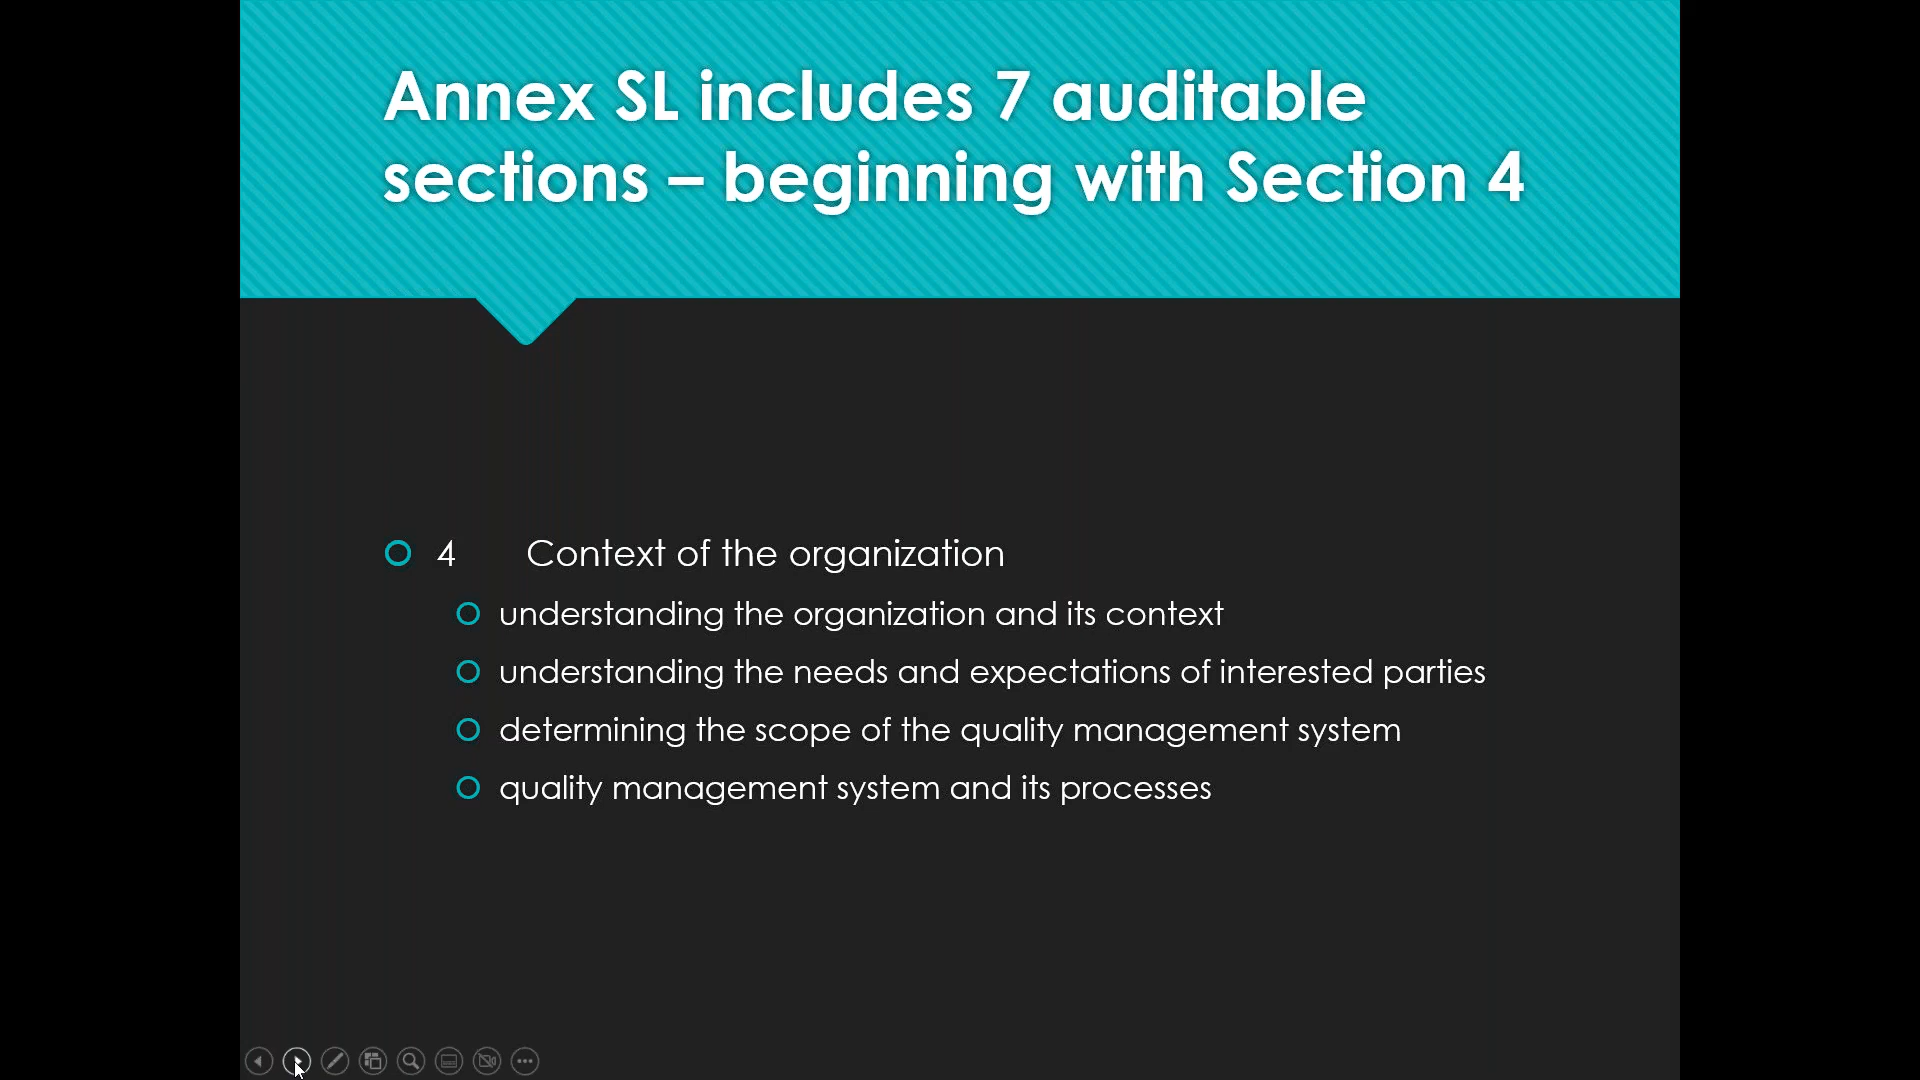 Annex SL includes 7 auditable
sections – beginning with Section 4
4 Context of the organization
understanding the organization and its context
understanding the needs and expectations of interested parties
determining the scope of the quality management system
quality management system and its processes